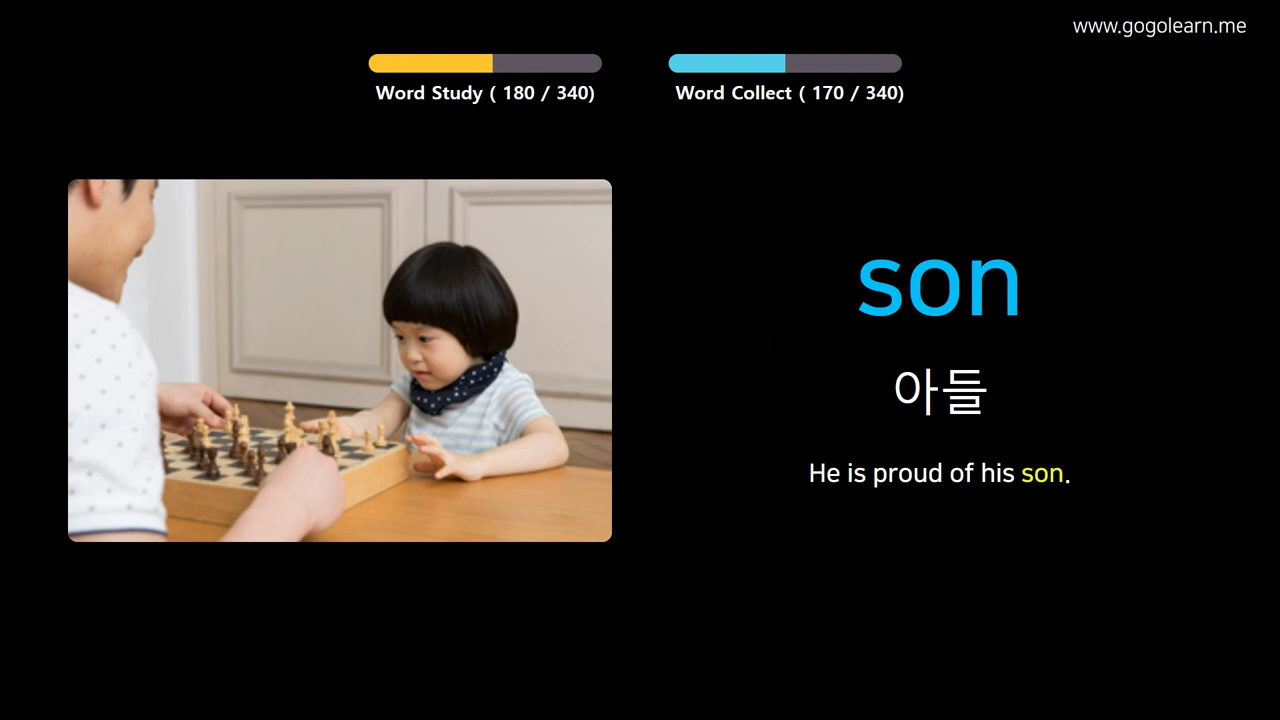 www.gogolearn.me
Word Study ( 180 / 340)
Word Collect ( 170 / 340)
son
아들
He is proud of his son.